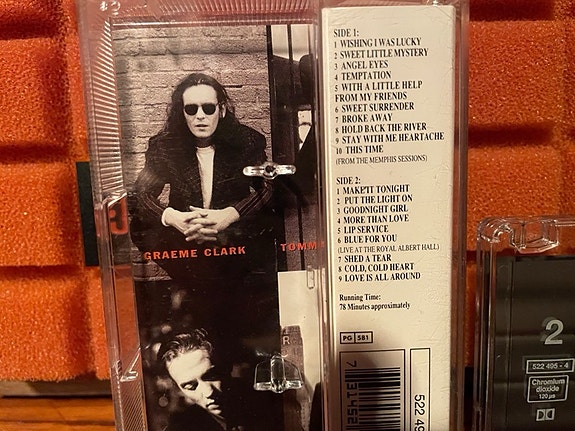 GRAEME CLARK
TOMM
SIDE 1:
1 WISHING I WAS LUCKY
2 SWEET LITTLE MYSTERY
3 ANGEL EYES
4 TEMPTATION
5 WITH A LITTLE HELP
FROM MY FRIENDS
6 SWEET SURRENDER
7 BROKE AWAY
8 HOLD BACK THE RIVER
9 STAY WITH ME HEARTACHE
10 THIS TIME
(FROM THE MEMPHIS SESSIONS)
SIDE 2:
1 MAKE IT TONIGHT
2 PUT THE LIGHT ON
3 GOODNIGHT GIRL
4 MORE THAN LOVE
5 LIP SERVICE
6 BLUE FOR YOU
(LIVE AT THE ROYAL ALBERT HALL)
7 SHED A TEAR
8 COLD, COLD HEART
9 LOVE IS ALL AROUND
Running Time:
78 Minutes approximately
PG 581
7 31452
522 49
2
522 495 - 4
Chromium
dioxide
120 µs